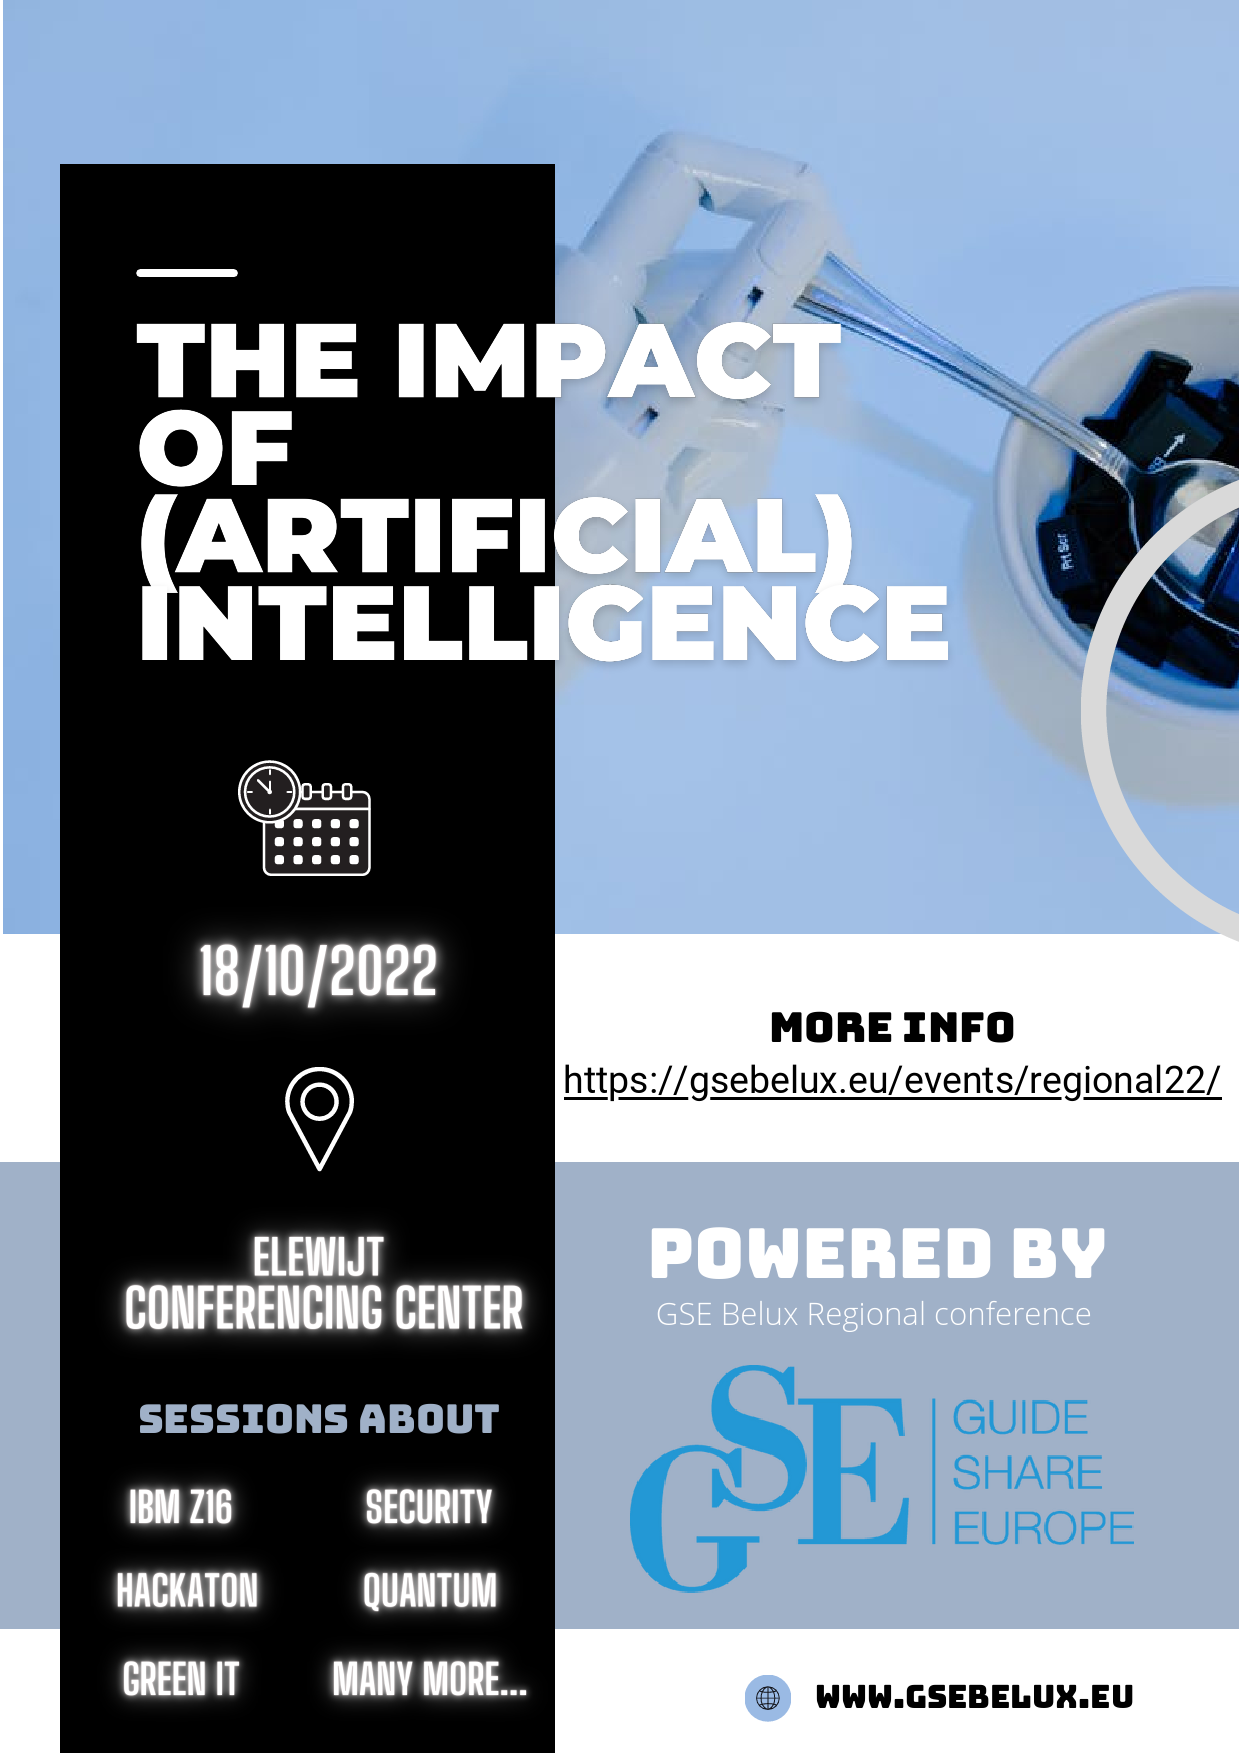 THE IMPACT
OF
(ARTIFICIAL)
INTELLIGENCE
Prt Scr
18/10/2022
ELEWIJT
CONFERENCING CENTER
SESSIONS ABOUT
IBM Z16
SECURITY
HACKATON
QUANTUM
GREEN IT
MANY MORE...
MORE INFO
https://gsebelux.eu/events/regional22/
POWERED BY
GSE Belux Regional conference
GSE
GUIDE
SHARE
EUROPE
WWW.GSEBELUX.EU